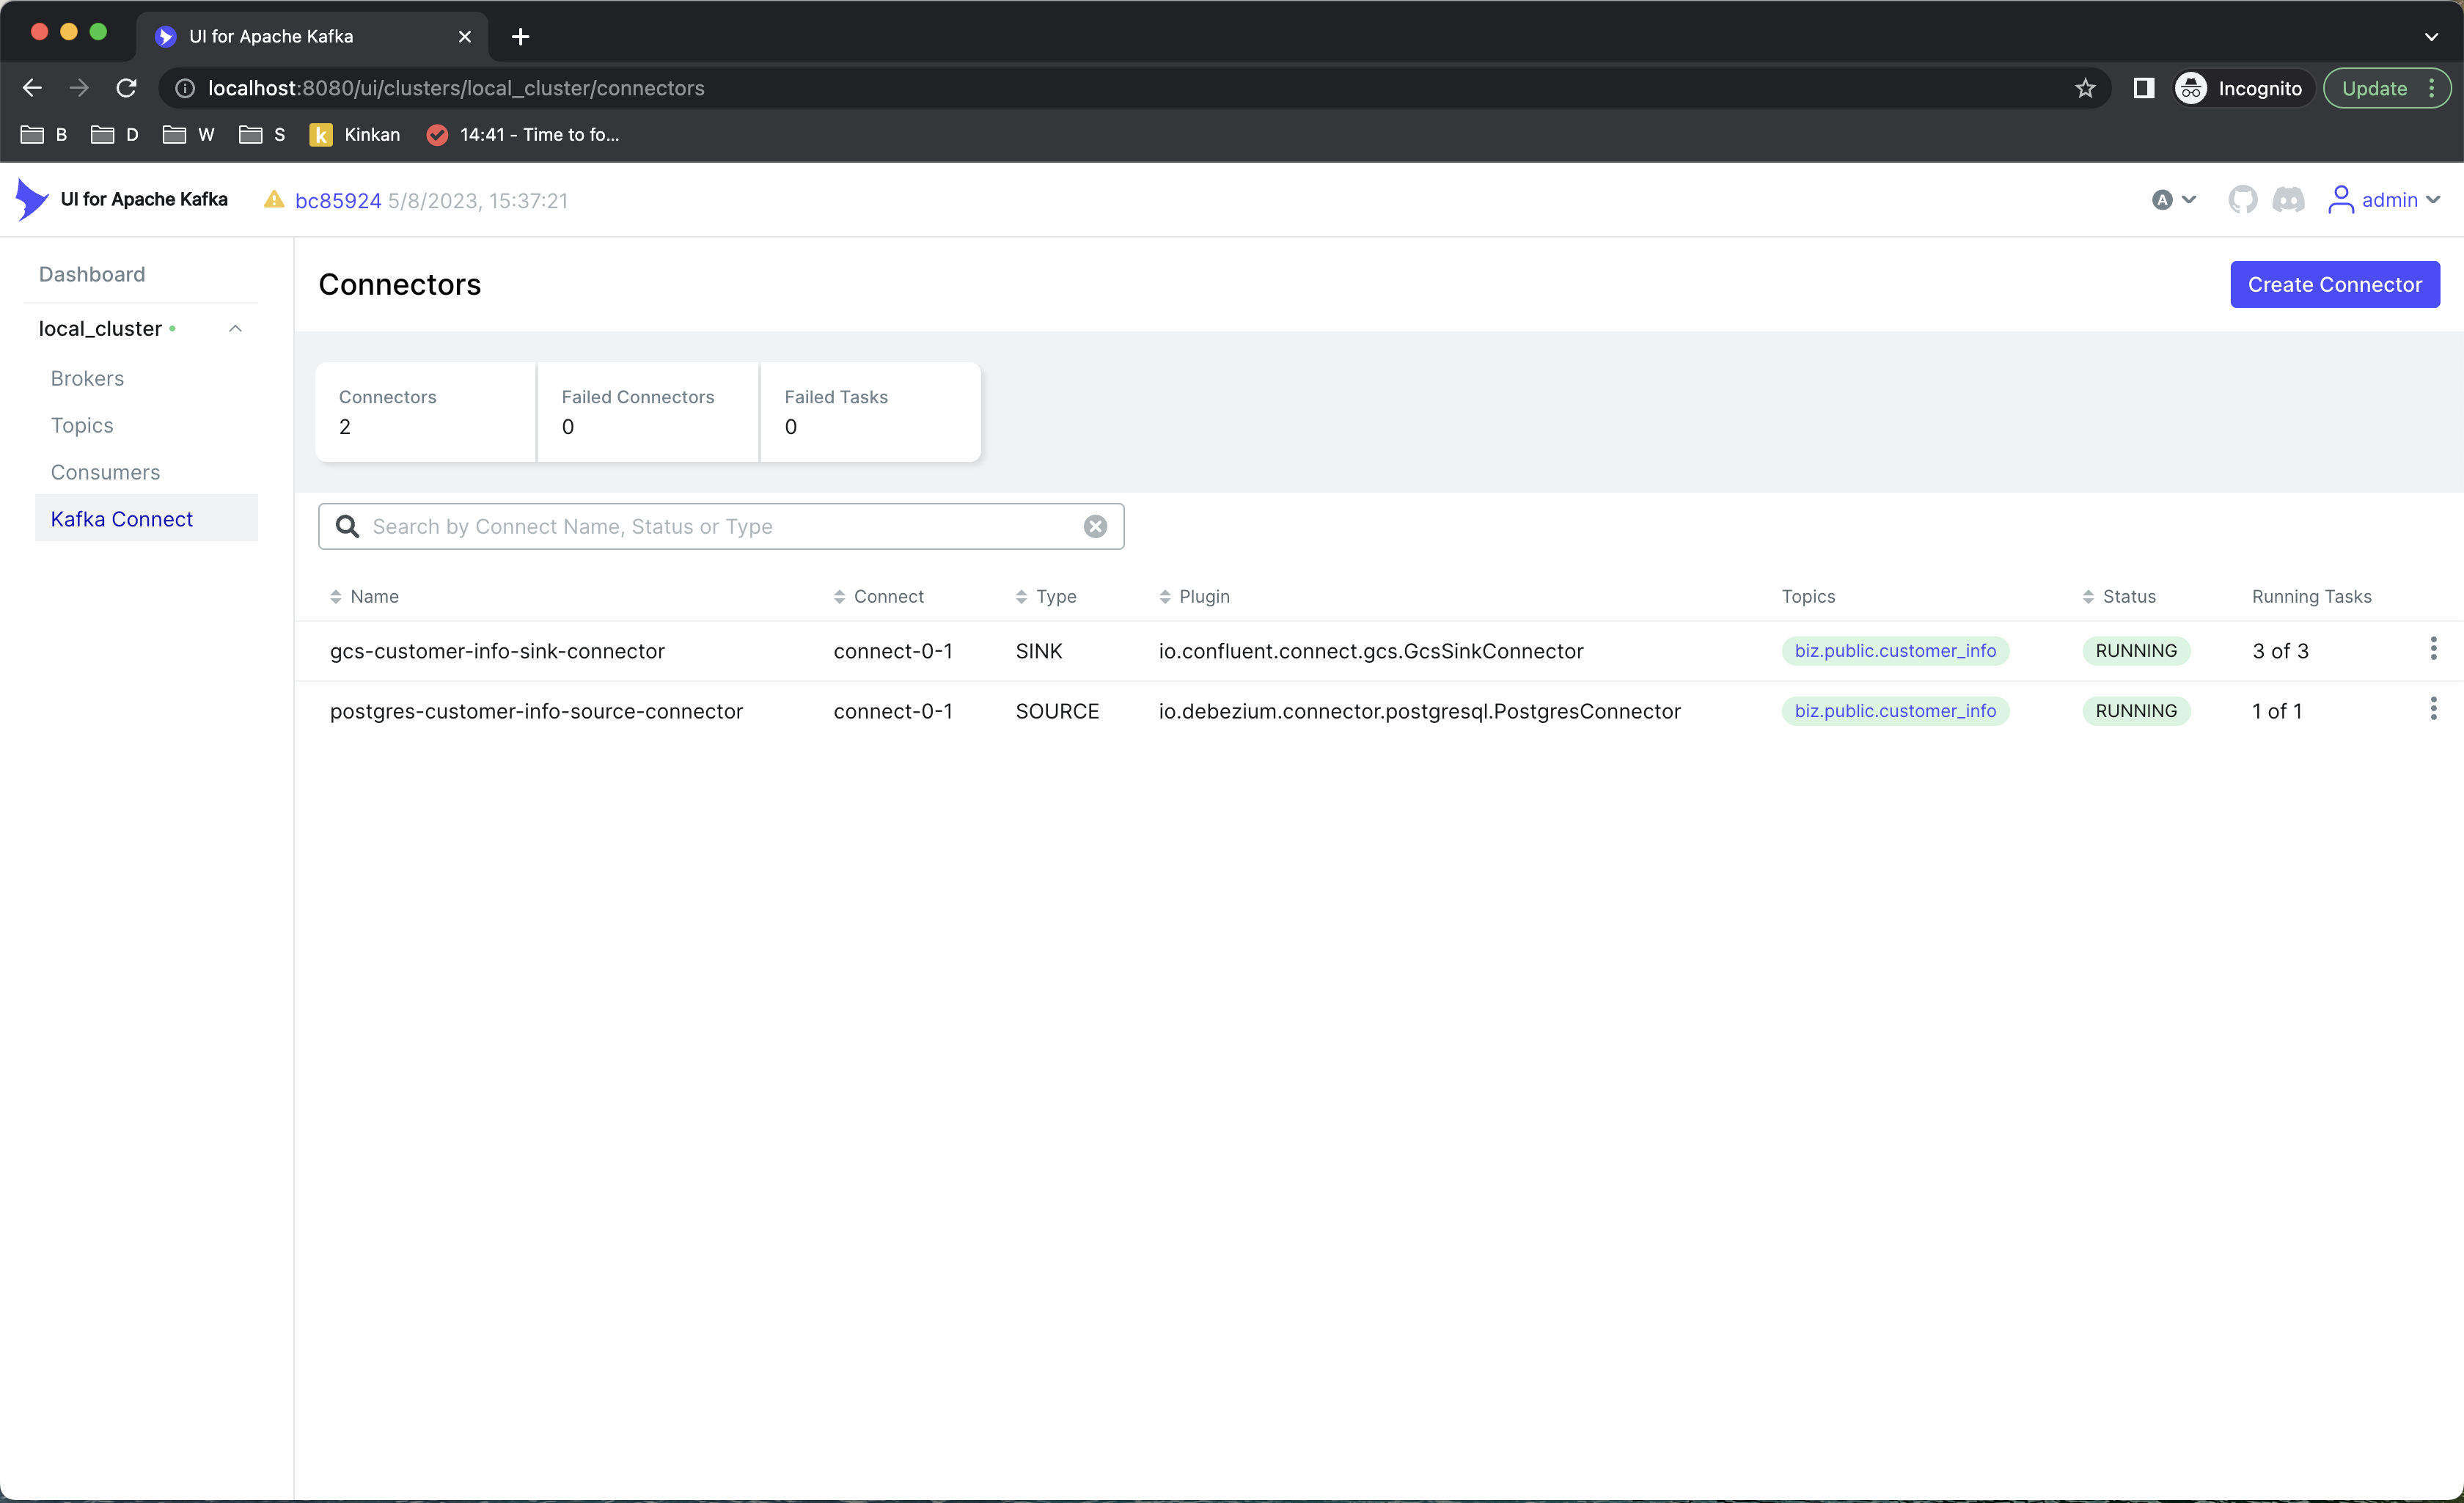 UI for Apache Kafka
localhost:8080/ui/clusters/local_cluster/connectors
Incognito
Update
B D W S k Kinkan 14:41 - Time to fo...
UI for Apache Kafka bc85924 5/8/2023, 15:37:21
A
admin
Dashboard
local_cluster
Brokers
Topics
Consumers
Kafka Connect
Connectors
Create Connector
Connectors Failed Connectors Failed Tasks
2 0 0
Search by Connect Name, Status or Type
Name Connect Type Plugin Topics Status Running Tasks
gcs-customer-info-sink-connector connect-0-1 SINK io.confluent.connect.gcs.GcsSinkConnector biz.public.customer_info RUNNING 3 of 3
postgres-customer-info-source-connector connect-0-1 SOURCE io.debezium.connector.postgresql.PostgresConnector biz.public.customer_info RUNNING 1 of 1